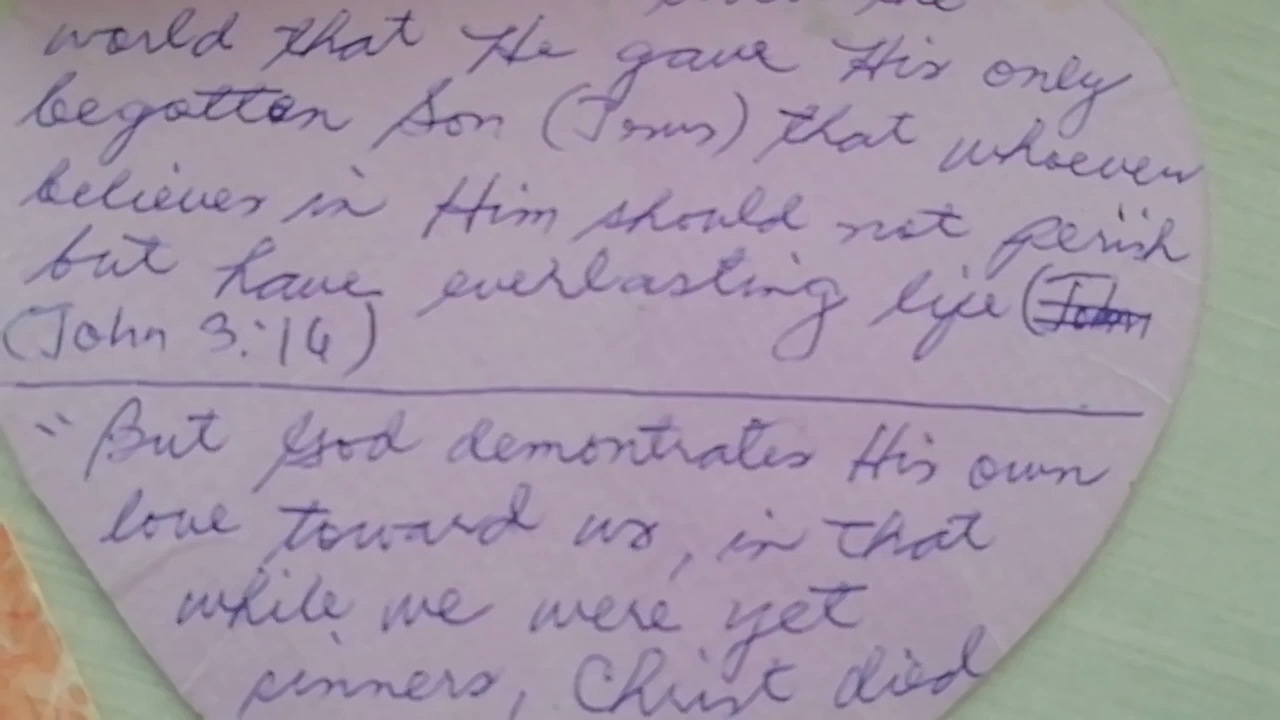 world that He gave His only
begotten Son (Jesus) that whoever
believes in Him should not perish
but have everlasting life (John
(John 3:16)
"But God demontrates His own
love toward us, in that
while we were yet
sinners, Christ died